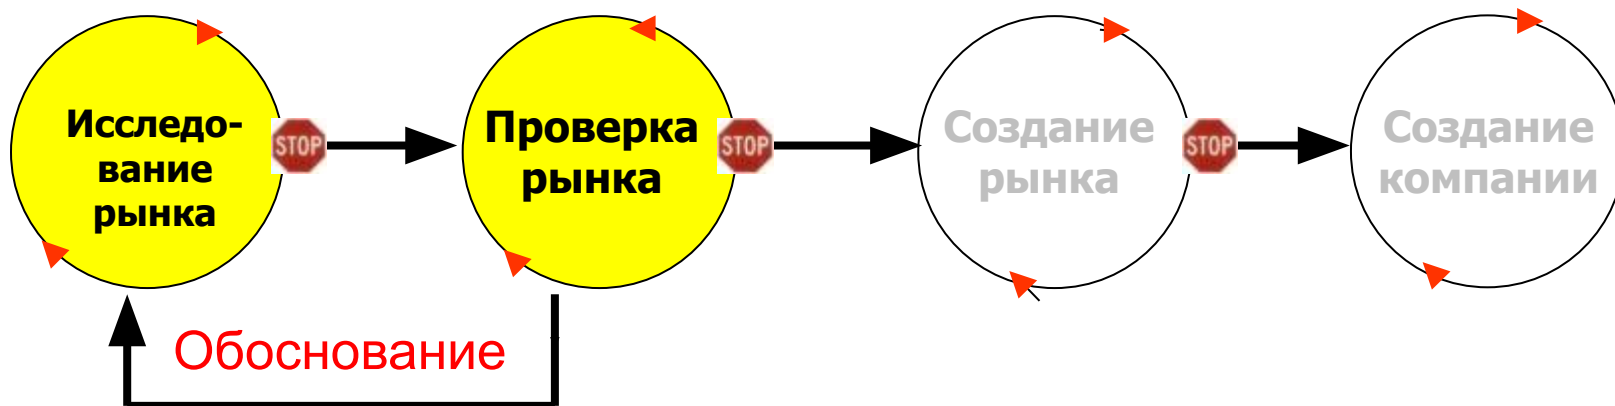 Исследо-
вание
рынка
STOP
Проверка
рынка
STOP
Создание
рынка
STOP
Создание
компании
Обоснование